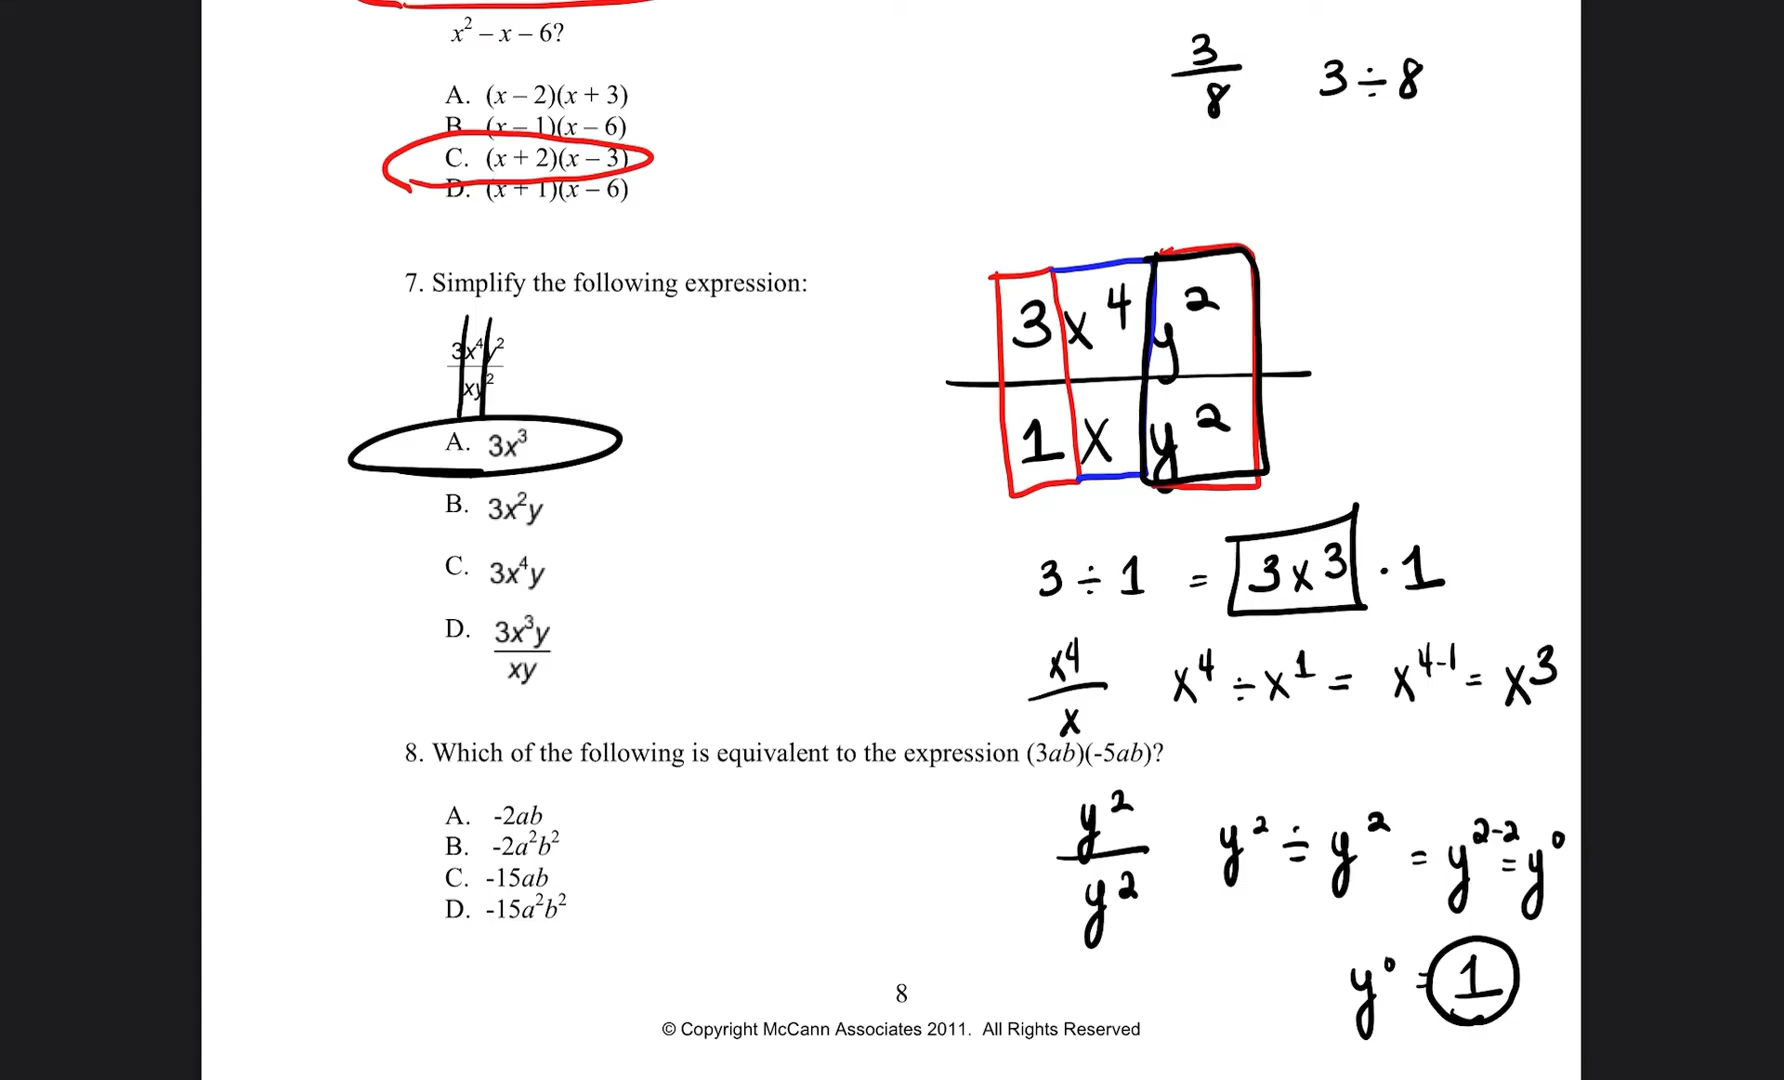 x² – x – 6?
A. (x – 2)(x + 3)
B. (x – 1)(x – 6)
C. (x + 2)(x – 3)
D. (x + 1)(x – 6)
3/8 3 ÷ 8
7. Simplify the following expression:
3x⁴y²
xy²
A. 3x³
B. 3x²y
C. 3x⁴y
D. 3x³y
xy
3x⁴y²
1xy²
3 ÷ 1 = 3x³ · 1
x⁴/x x⁴ ÷ x¹ = x⁴⁻¹ = x³
8. Which of the following is equivalent to the expression (3ab)(-5ab)?
A. -2ab
B. -2a²b²
C. -15ab
D. -15a²b²
y²/y² y² ÷ y² = y²⁻² = y⁰
y⁰ = 1
8
© Copyright McCann Associates 2011. All Rights Reserved